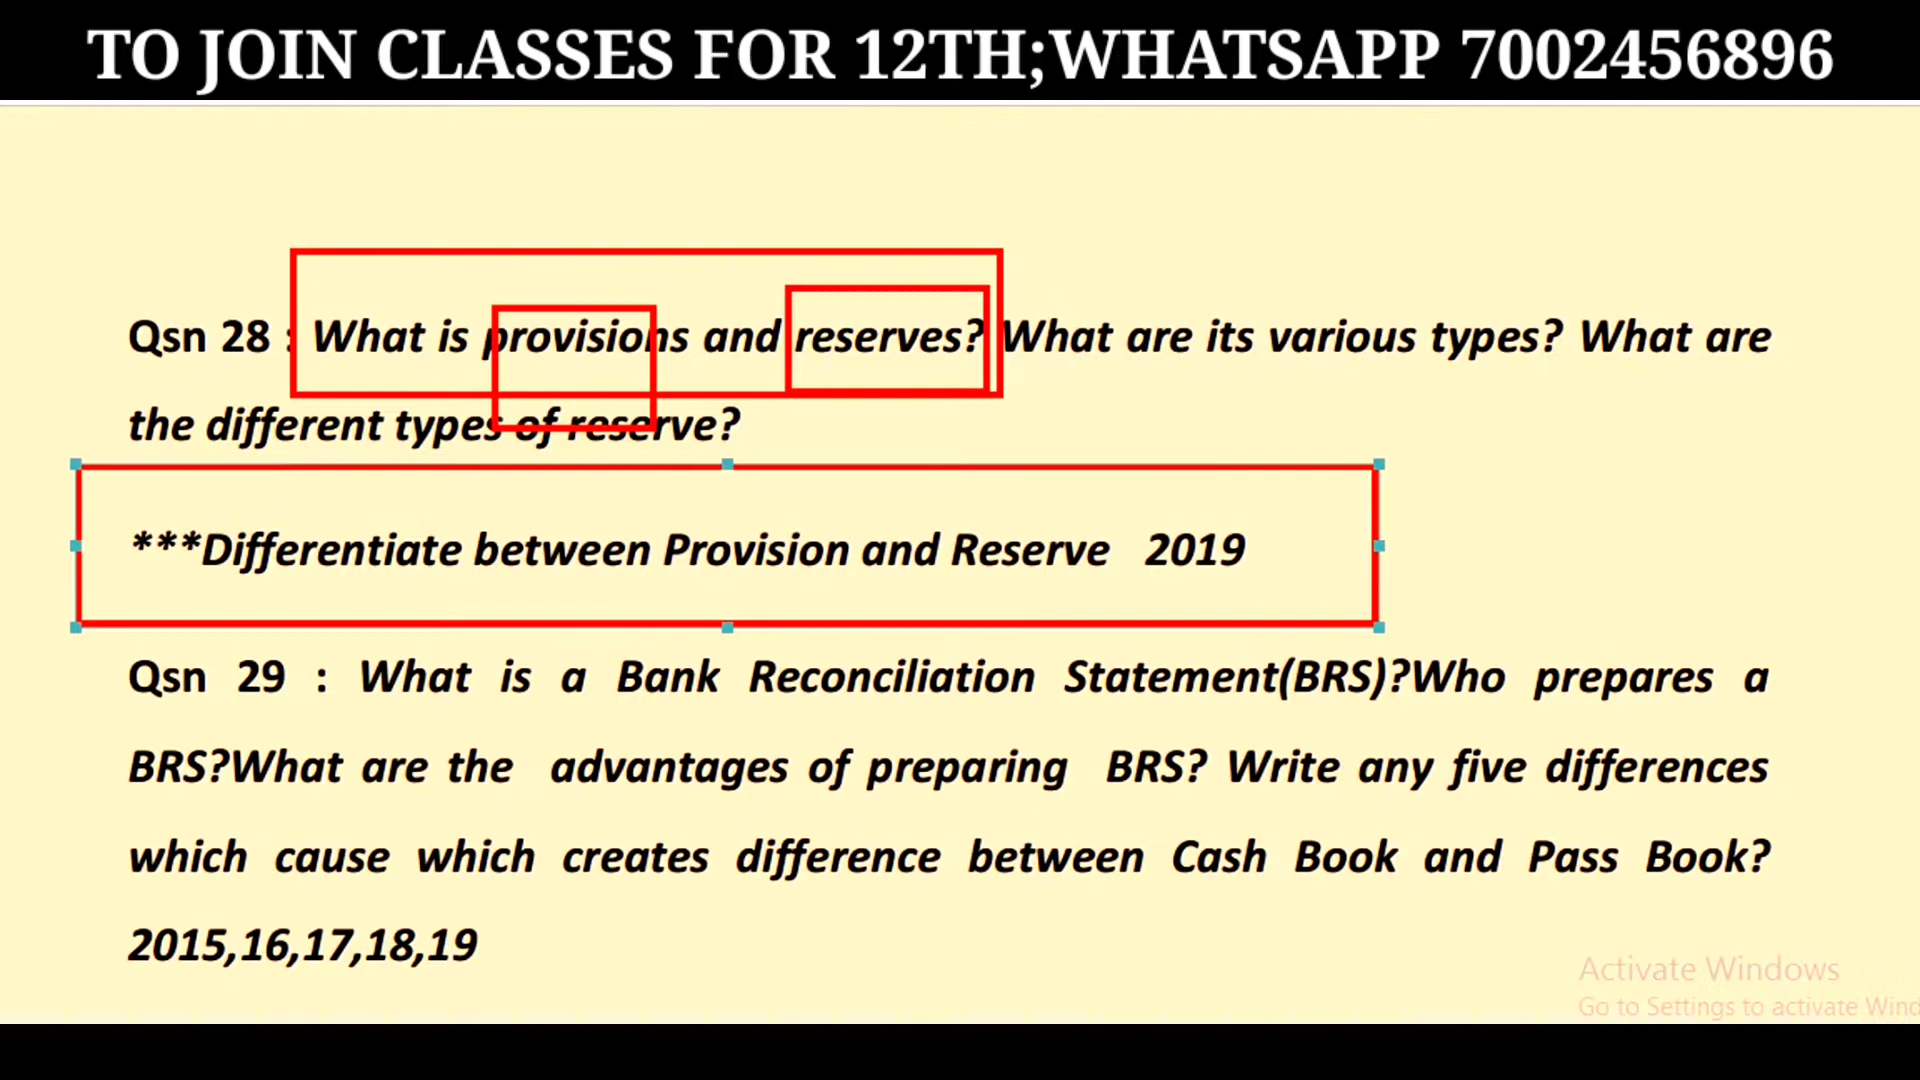 TO JOIN CLASSES FOR 12TH;WHATSAPP 7002456896
Qsn 28 : What is provisions and reserves? What are its various types? What are
the different types of reserve?
***Differentiate between Provision and Reserve 2019
Qsn 29 : What is a Bank Reconciliation Statement(BRS)?Who prepares a
BRS?What are the advantages of preparing BRS? Write any five differences
which cause which creates difference between Cash Book and Pass Book?
2015,16,17,18,19
Activate Windows
Go to Settings to activate Wind